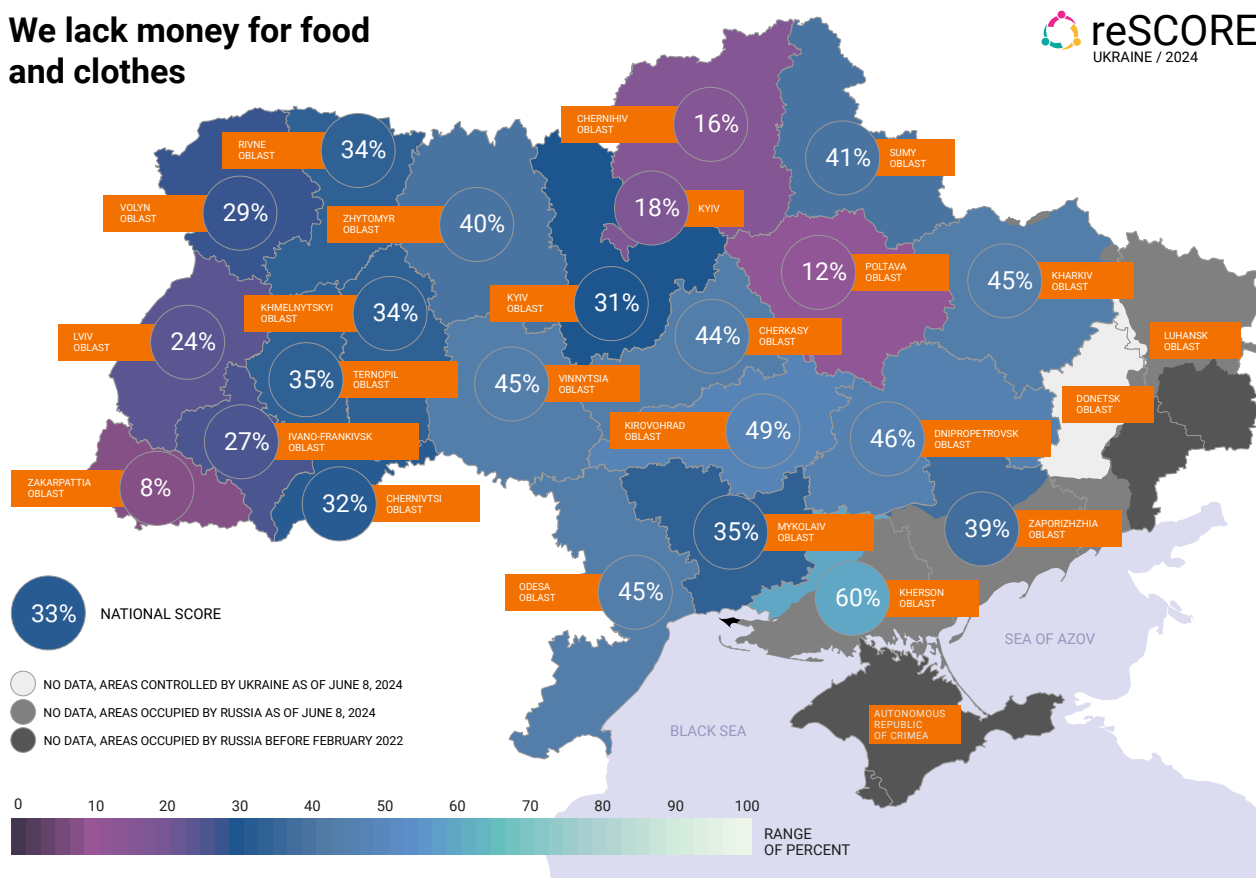 We lack money for food
and clothes
reSCORE
UKRAINE / 2024
CHERNIHIV
OBLAST
16%
RIVNE
OBLAST
34%
41%
SUMY
OBLAST
VOLYN
OBLAST
29%
ZHYTOMYR
OBLAST
40%
18%
KYIV
12%
POLTAVA
OBLAST
45%
KHARKIV
OBLAST
KHMELNYTSKYI
OBLAST
34%
KYIV
OBLAST
31%
LVIV
OBLAST
24%
44%
CHERKASY
OBLAST
LUHANSK
OBLAST
35%
TERNOPIL
OBLAST
45%
VINNYTSIA
OBLAST
DONETSK
OBLAST
27%
IVANO-FRANKIVSK
OBLAST
KIROVOHRAD
OBLAST
49%
46%
DNIPROPETROVSK
OBLAST
ZAKARPATTIA
OBLAST
8%
32%
CHERNIVTSI
OBLAST
35%
MYKOLAIV
OBLAST
39%
ZAPORIZHZHIA
OBLAST
ODESA
OBLAST
45%
60%
KHERSON
OBLAST
33%
NATIONAL SCORE
SEA OF AZOV
NO DATA, AREAS CONTROLLED BY UKRAINE AS OF JUNE 8, 2024
NO DATA, AREAS OCCUPIED BY RUSSIA AS OF JUNE 8, 2024
NO DATA, AREAS OCCUPIED BY RUSSIA BEFORE FEBRUARY 2022
BLACK SEA
AUTONOMOUS
REPUBLIC
OF CRIMEA
0 10 20 30 40 50 60 70 80 90 100
RANGE
OF PERCENT